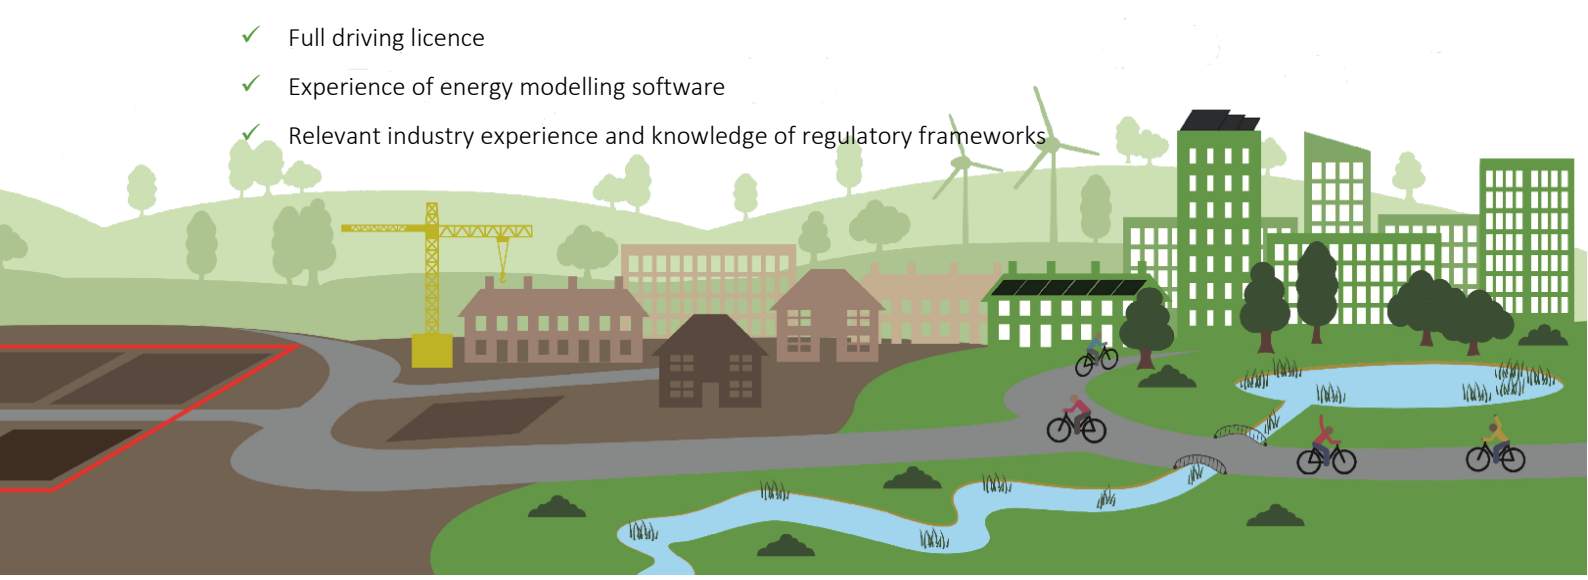 Full driving licence
Experience of energy modelling software
Relevant industry experience and knowledge of regulatory frameworks